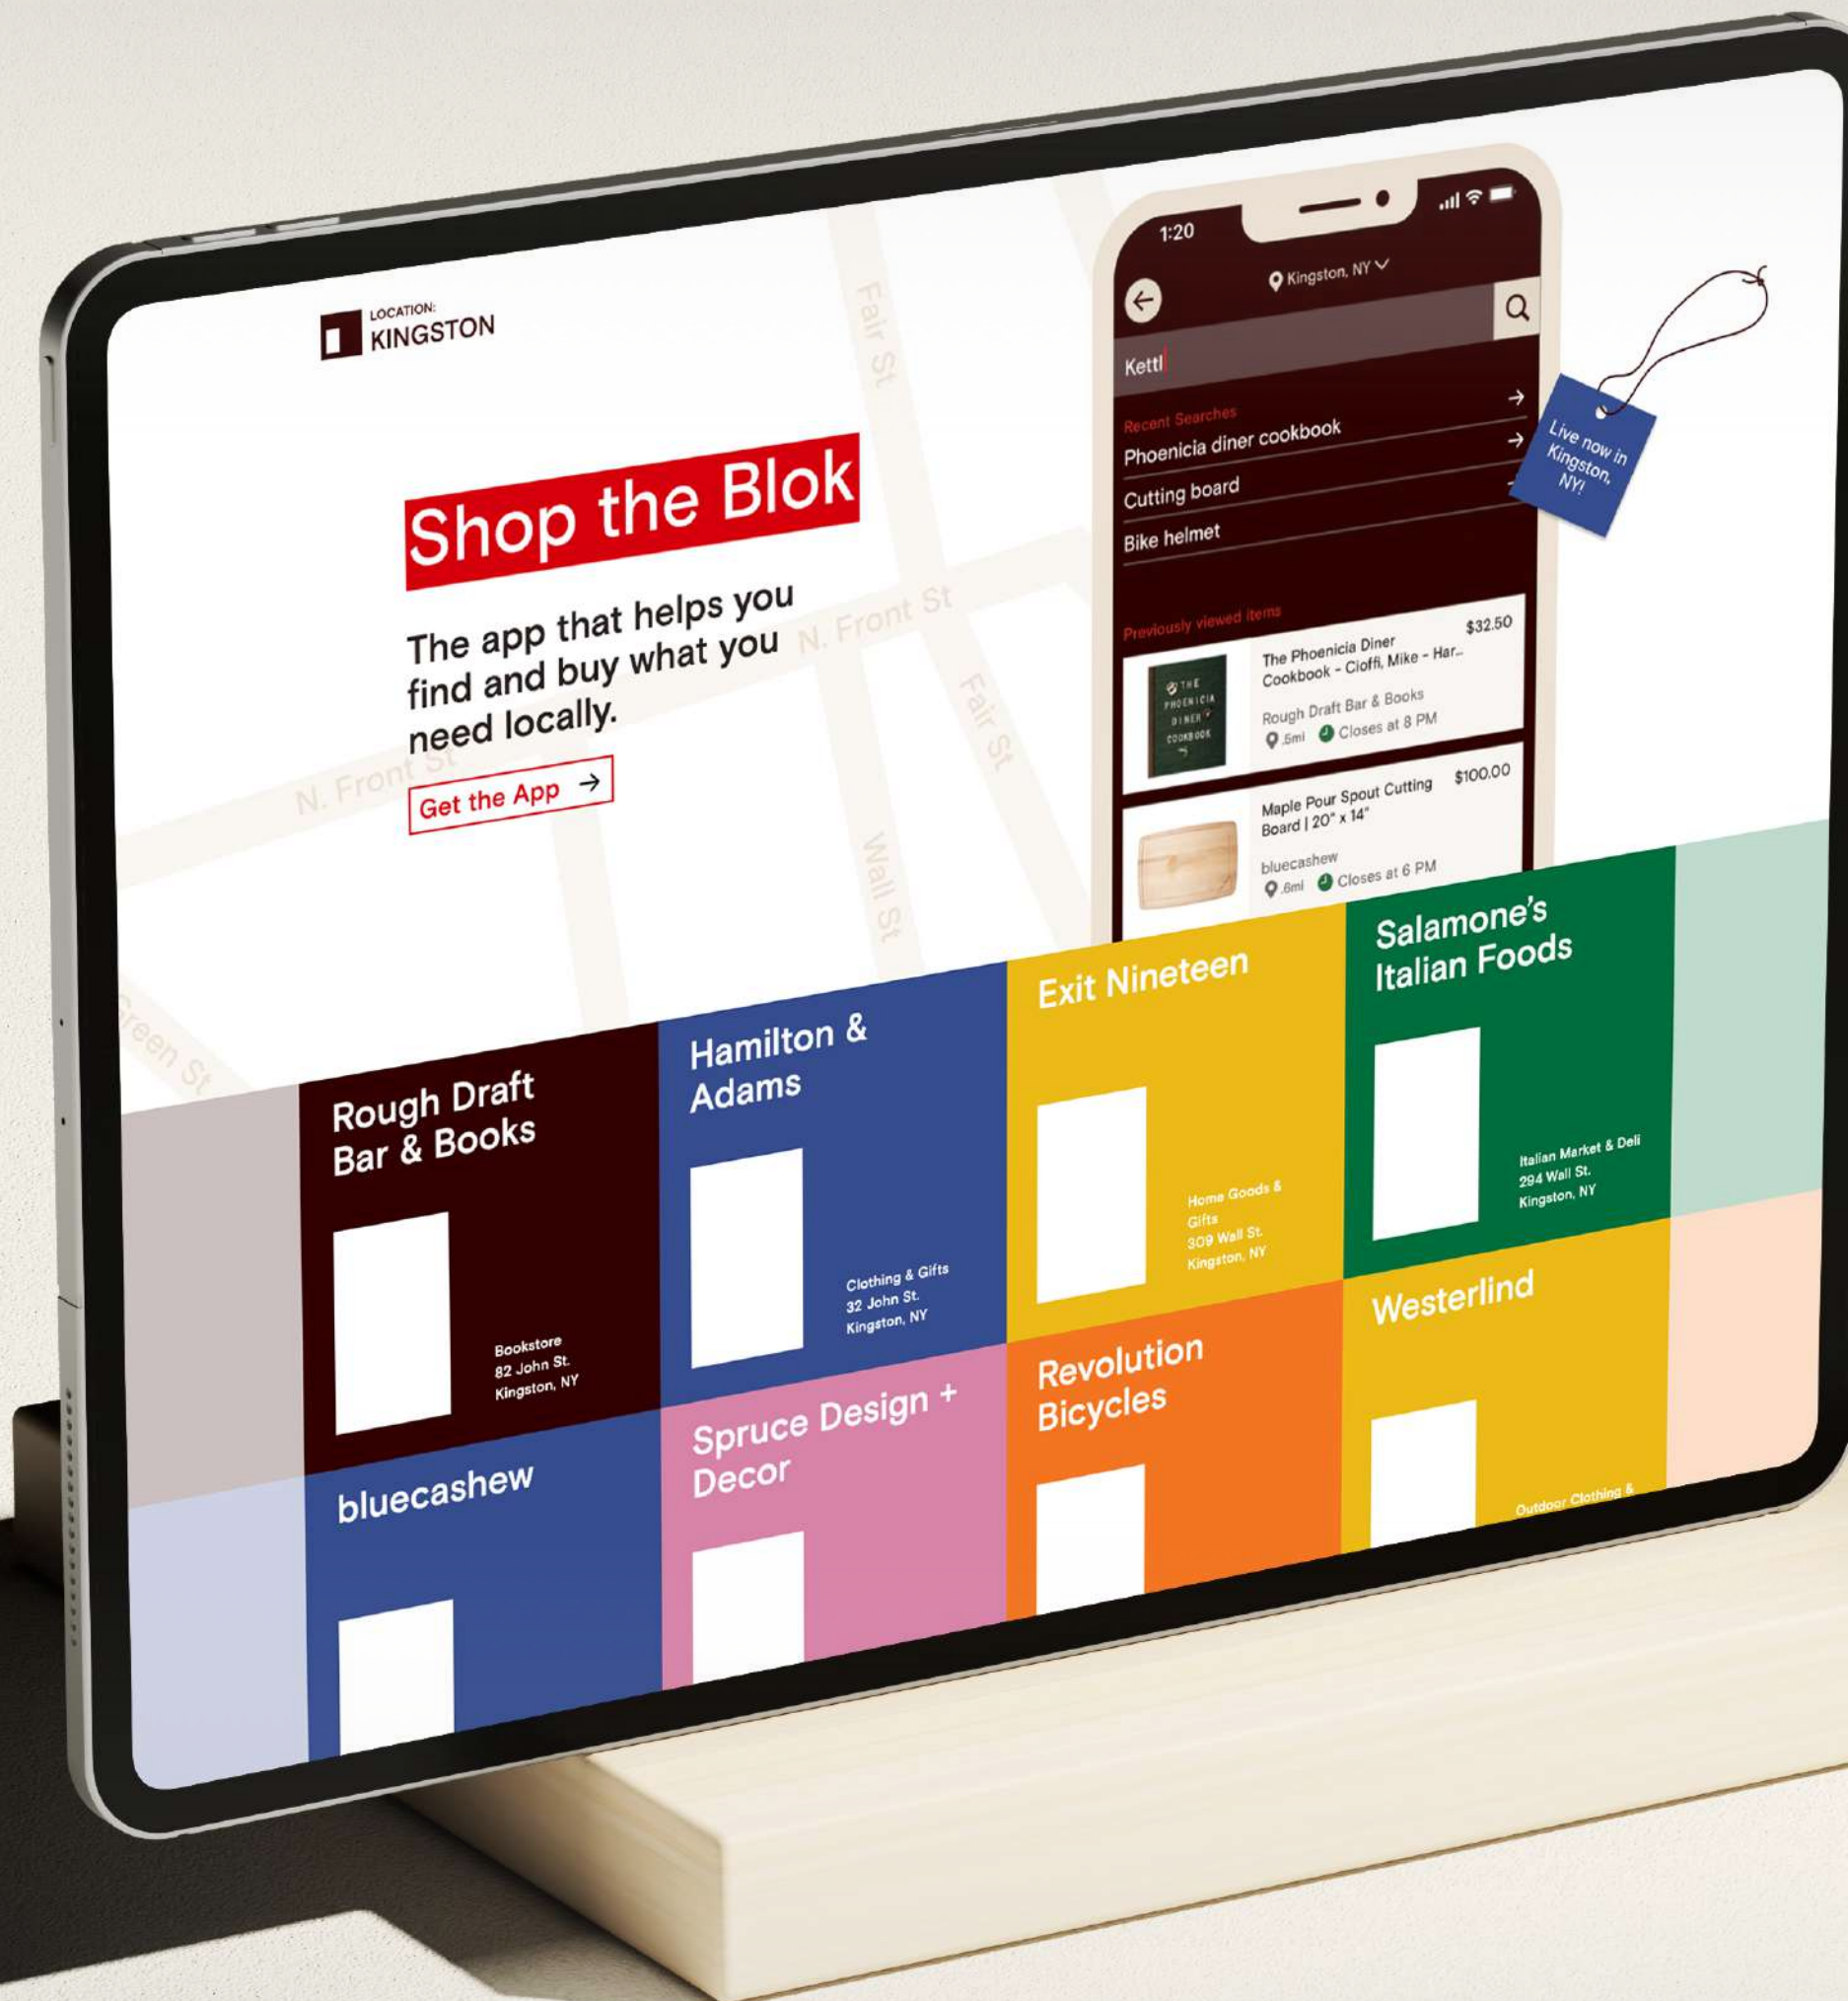 LOCATION:
KINGSTON
Shop the Blok
The app that helps you
find and buy what you
need locally.
Get the App →
Fair St
N. Front St
Fair St
N. Front St
Wall St
Green St
1:20
Kingston, NY
Kettl
Recent Searches
Phoenicia diner cookbook
Cutting board
Bike helmet
Previously viewed items
THE
PHOENICIA
DINER
COOKBOOK
The Phoenicia Diner $32.50
Cookbook - Cioffi, Mike - Har...
Rough Draft Bar & Books
.5mi Closes at 8 PM
Maple Pour Spout Cutting $100.00
Board | 20" x 14"
bluecashew
.6mi Closes at 6 PM
Live now in
Kingston,
NY!
Rough Draft
Bar & Books
Bookstore
82 John St.
Kingston, NY
Hamilton &
Adams
Clothing & Gifts
32 John St.
Kingston, NY
Exit Nineteen
Home Goods &
Gifts
309 Wall St.
Kingston, NY
Salamone's
Italian Foods
Italian Market & Deli
294 Wall St.
Kingston, NY
bluecashew
Spruce Design +
Decor
Revolution
Bicycles
Westerlind
Outdoor Clothing &